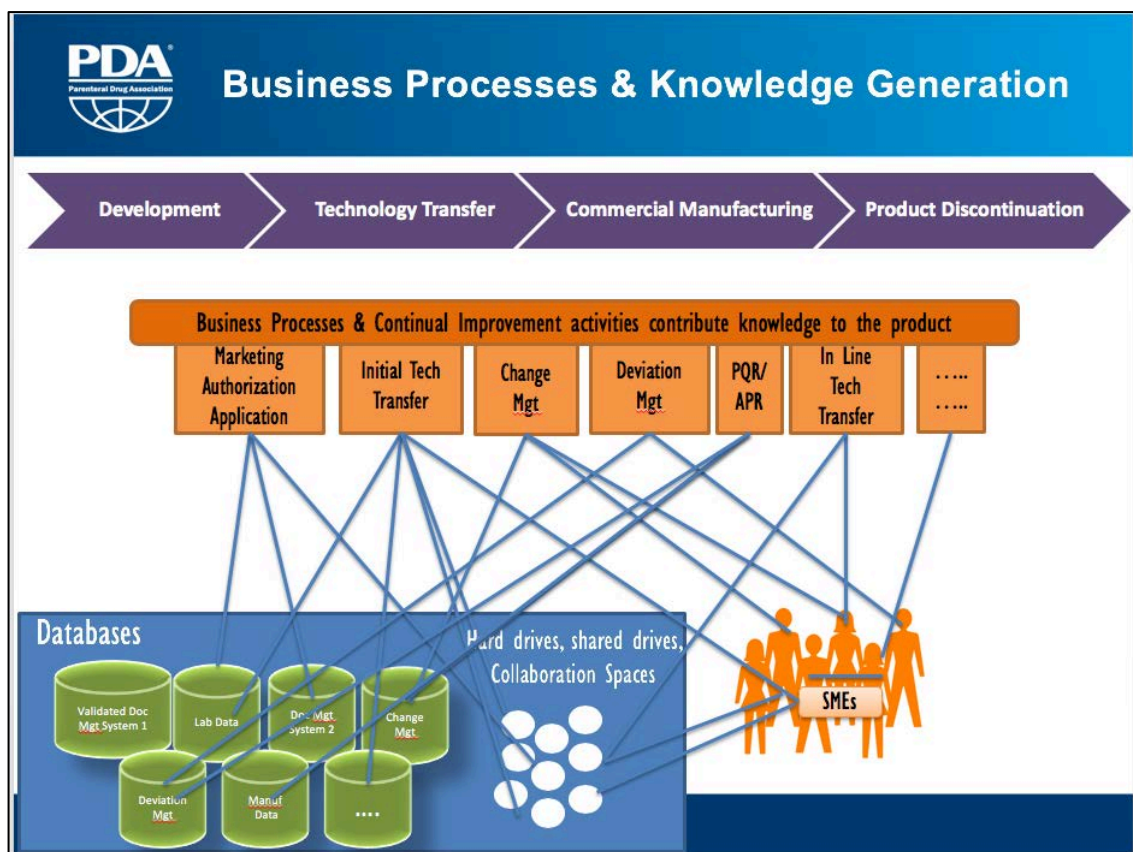 PDA®
Parenteral Drug Association
Business Processes & Knowledge Generation
Development
Technology Transfer
Commercial Manufacturing
Product Discontinuation
Business Processes & Continual Improvement activities contribute knowledge to the product
Marketing
Authorization
Application
Initial Tech
Transfer
Change
Mgt
Deviation
Mgt
PQR/
APR
In Line
Tech
Transfer
.....
.....
Databases
Hard drives, shared drives,
Collaboration Spaces
Validated Doc
Mgt System 1
Lab Data
Doc Mgt
System 2
Change
Mgt
Deviation
Mgt
Manuf
Data
....
SMEs